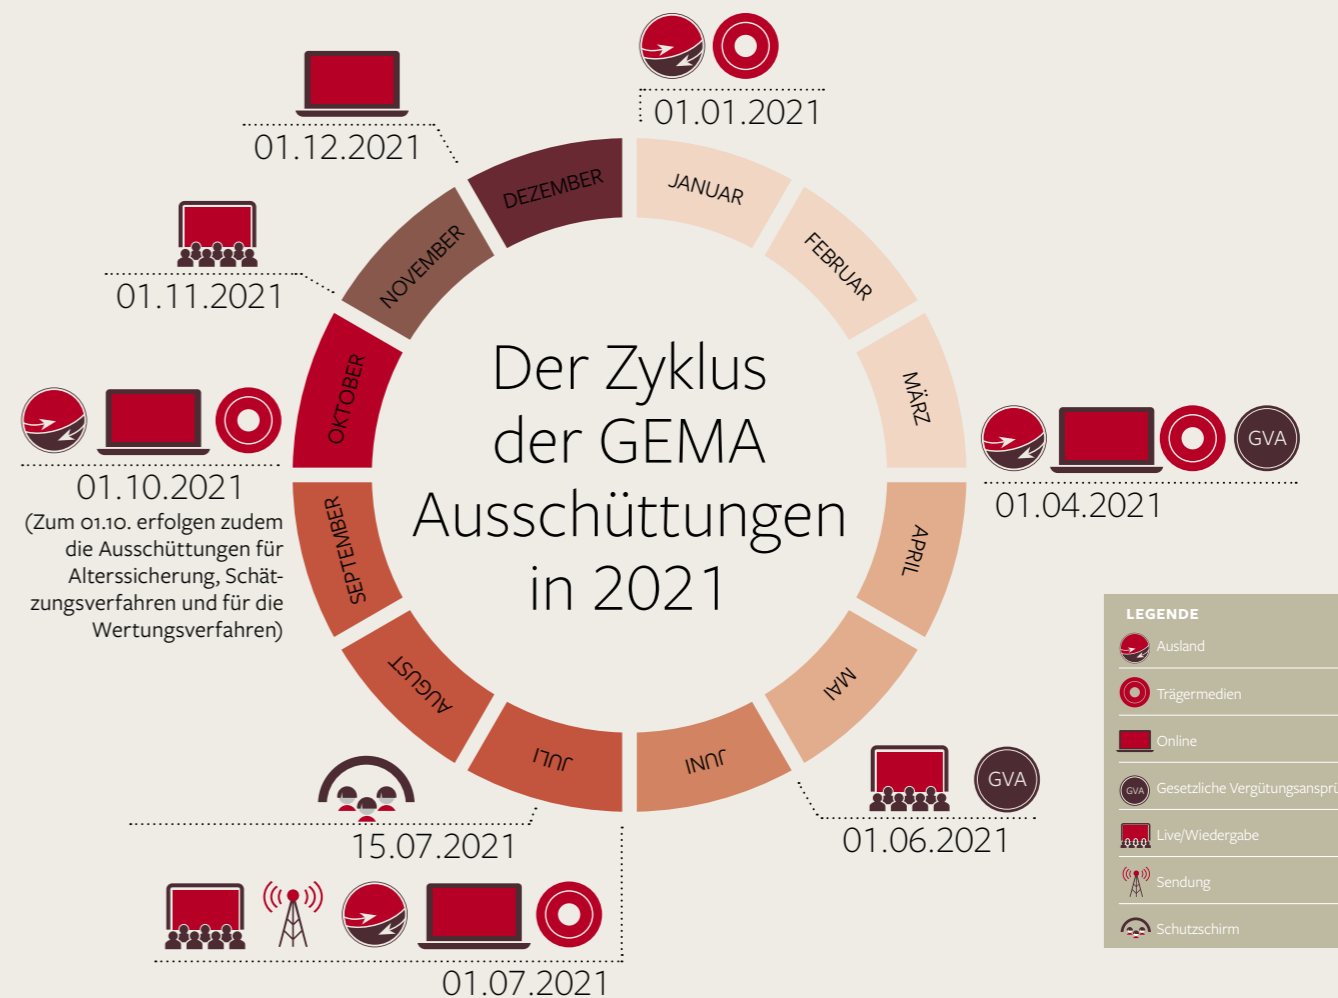 Der Zyklus
der GEMA
Ausschüttungen
in 2021
01.01.2021
JANUAR
FEBRUAR
MÄRZ
GVA
01.04.2021
APRIL
MAI
GVA
01.06.2021
JUNI
01.07.2021
JULI
15.07.2021
AUGUST
SEPTEMBER
01.10.2021
(Zum 01.10. erfolgen zudem
die Ausschüttungen für
Alterssicherung, Schät-
zungsverfahren und für die
Wertungsverfahren)
OKTOBER
01.11.2021
NOVEMBER
01.12.2021
DEZEMBER
LEGENDE
Ausland
Trägermedien
Online
GVA Gesetzliche Vergütungsansprü
Live/Wiedergabe
Sendung
Schutzschirm